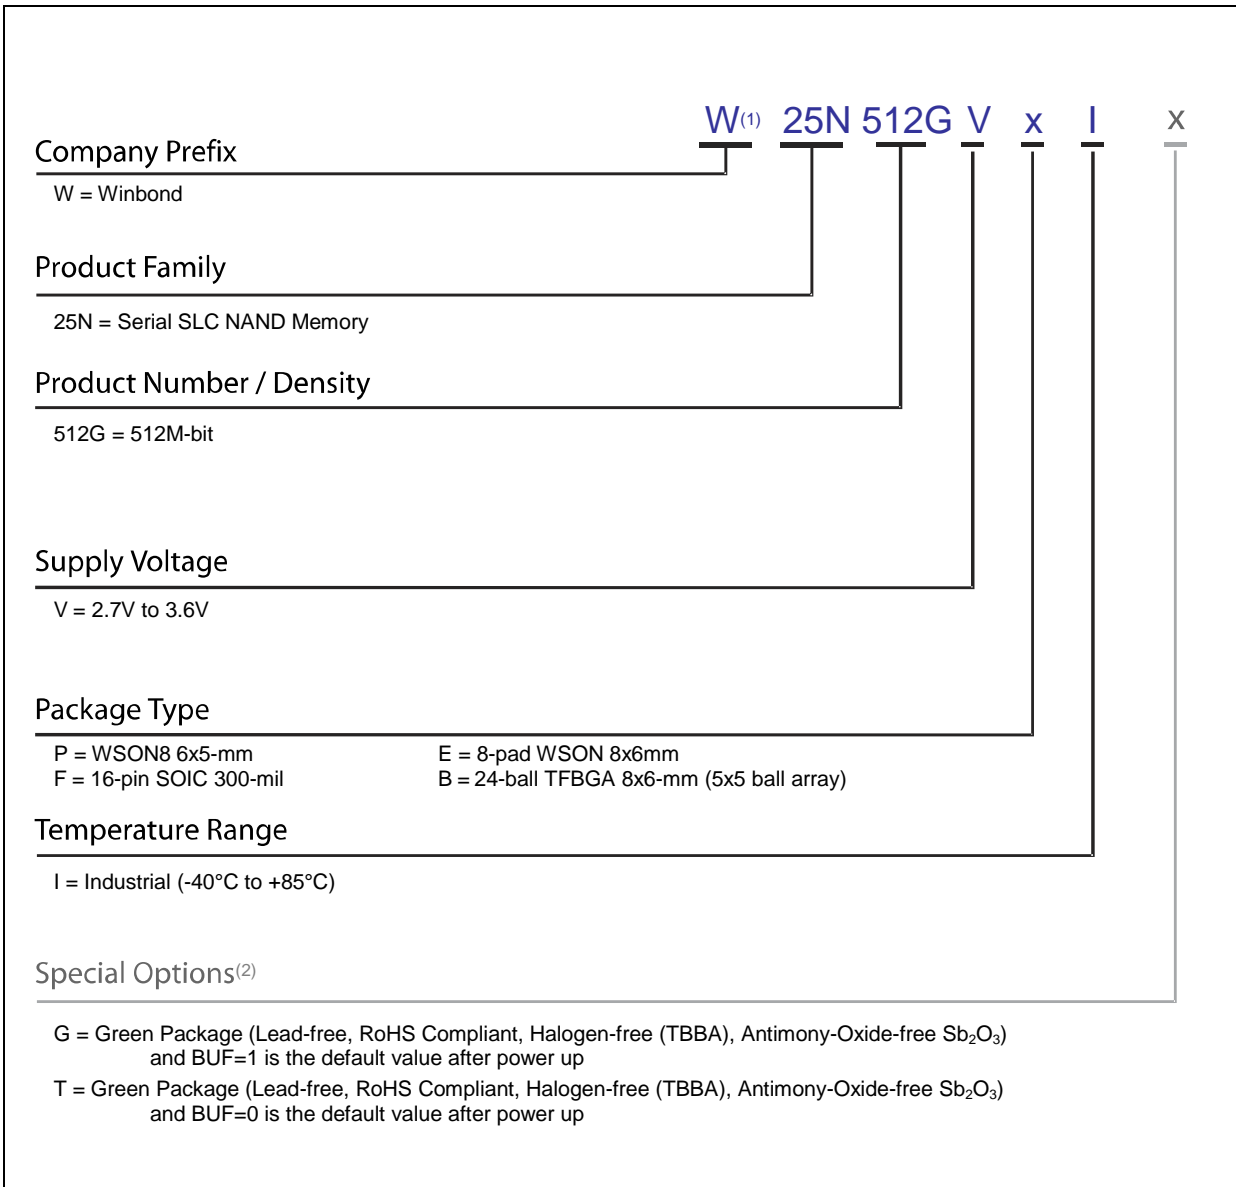 W(1) 25N 512G V x I x
Company Prefix
W = Winbond
Product Family
25N = Serial SLC NAND Memory
Product Number / Density
512G = 512M-bit
Supply Voltage
V = 2.7V to 3.6V
Package Type
P = WSON8 6x5-mm E = 8-pad WSON 8x6mm
F = 16-pin SOIC 300-mil B = 24-ball TFBGA 8x6-mm (5x5 ball array)
Temperature Range
I = Industrial (-40°C to +85°C)
Special Options(2)
G = Green Package (Lead-free, RoHS Compliant, Halogen-free (TBBA), Antimony-Oxide-free Sb2O3)
and BUF=1 is the default value after power up
T = Green Package (Lead-free, RoHS Compliant, Halogen-free (TBBA), Antimony-Oxide-free Sb2O3)
and BUF=0 is the default value after power up